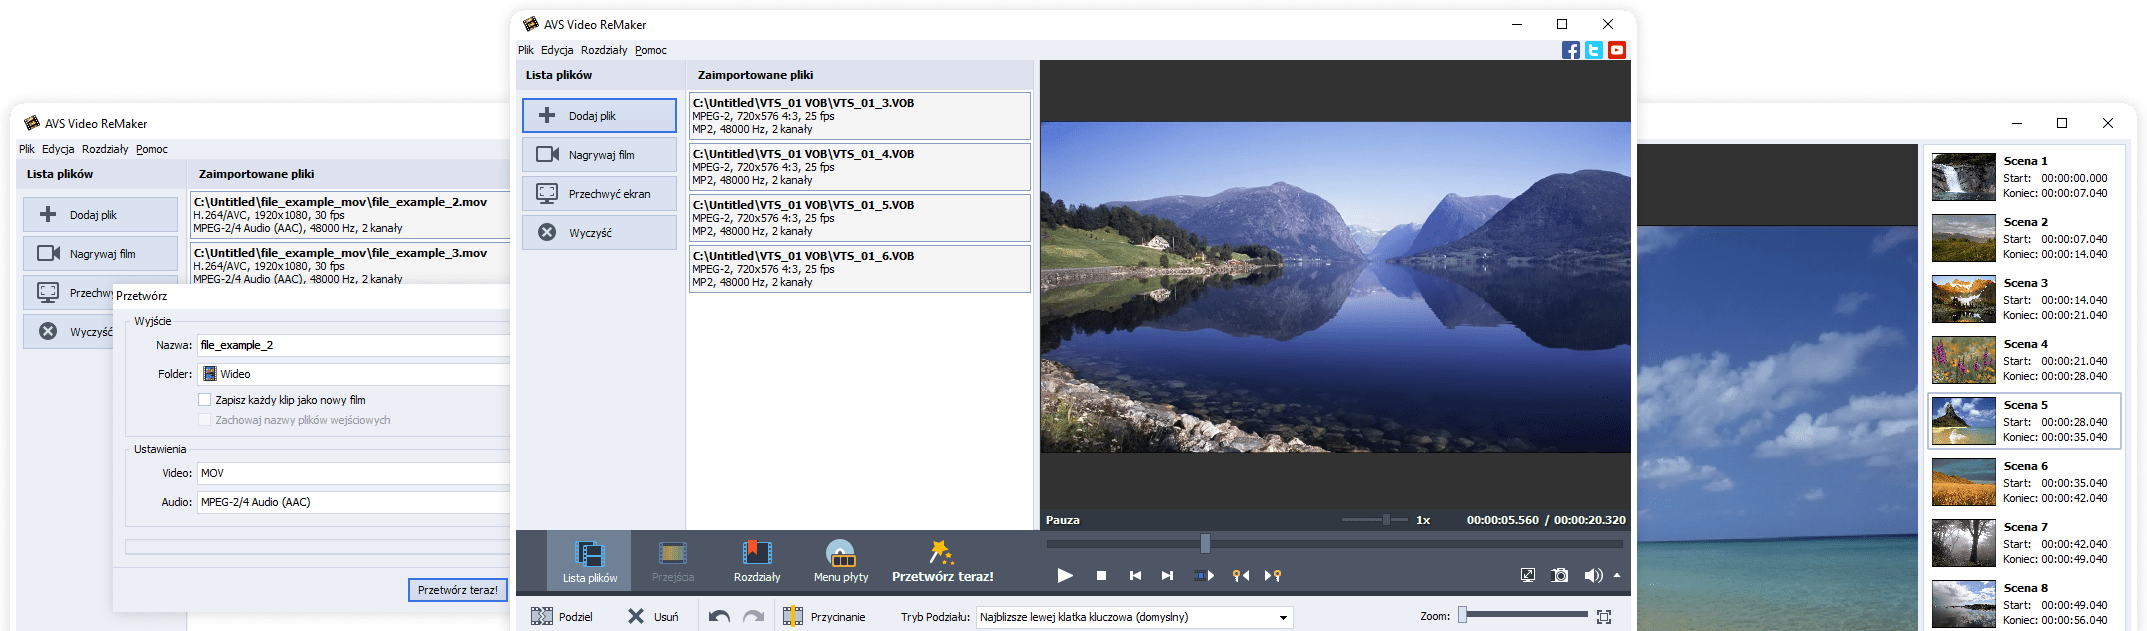 AVS Video ReMaker
Plik Edycja Rozdziały Pomoc
Lista plików
Zaimportowane pliki
Dodaj plik
Nagrywaj film
Przechwy
Wyczyść
C:\Untitled\file_example_mov\file_example_2.mov
H.264/AVC, 1920x1080, 30 fps
MPEG-2/4 Audio (AAC), 48000 Hz, 2 kanały
C:\Untitled\file_example_mov\file_example_3.mov
H.264/AVC, 1920x1080, 30 fps
MPEG-2/4 Audio (AAC), 48000 Hz, 2 kanały
Przetwórz
Wyjście
Nazwa: file_example_2
Folder: Wideo
Zapisz każdy klip jako nowy film
Zachowaj nazwy plików wejściowych
Ustawienia
Video: MOV
Audio: MPEG-2/4 Audio (AAC)
Przetwórz teraz!
AVS Video ReMaker
Plik Edycja Rozdziały Pomoc
Lista plików
Zaimportowane pliki
Dodaj plik
Nagrywaj film
Przechwyć ekran
Wyczyść
C:\Untitled\VTS_01 VOB\VTS_01_3.VOB
MPEG-2, 720x576 4:3, 25 fps
MP2, 48000 Hz, 2 kanały
C:\Untitled\VTS_01 VOB\VTS_01_4.VOB
MPEG-2, 720x576 4:3, 25 fps
MP2, 48000 Hz, 2 kanały
C:\Untitled\VTS_01 VOB\VTS_01_5.VOB
MPEG-2, 720x576 4:3, 25 fps
MP2, 48000 Hz, 2 kanały
C:\Untitled\VTS_01 VOB\VTS_01_6.VOB
MPEG-2, 720x576 4:3, 25 fps
MP2, 48000 Hz, 2 kanały
Pauza 1x 00:00:05.560 / 00:00:20.320
Lista plików Przejścia Rozdziały Menu płyty Przetwórz teraz!
Podziel Usuń Przycinanie Tryb Podziału: Najblizsze lewej klatka kluczowa (domyslny) Zoom:
Scena 1
Start: 00:00:00.000
Koniec: 00:00:07.040
Scena 2
Start: 00:00:07.040
Koniec: 00:00:14.040
Scena 3
Start: 00:00:14.040
Koniec: 00:00:21.040
Scena 4
Start: 00:00:21.040
Koniec: 00:00:28.040
Scena 5
Start: 00:00:28.040
Koniec: 00:00:35.040
Scena 6
Start: 00:00:35.040
Koniec: 00:00:42.040
Scena 7
Start: 00:00:42.040
Koniec: 00:00:49.040
Scena 8
Start: 00:00:49.040
Koniec: 00:00:56.040